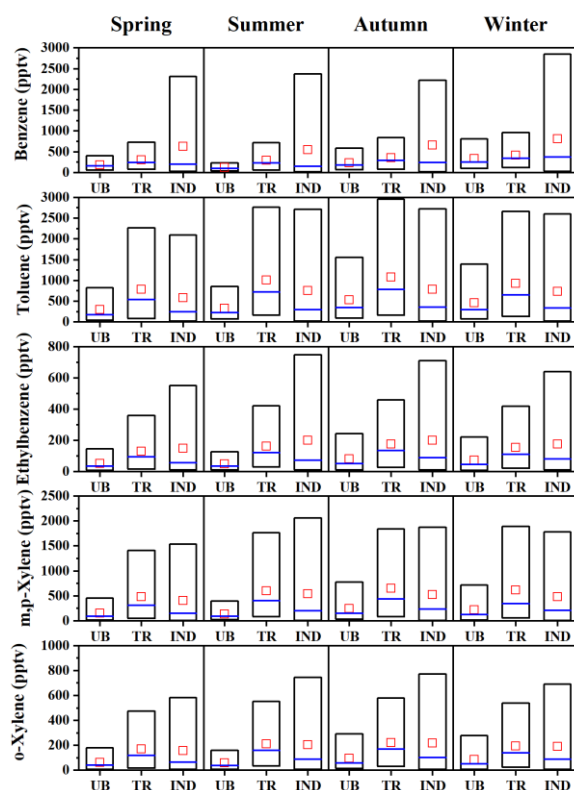 Spring Summer Autumn Winter
Benzene (pptv)
3000
2500
2000
1500
1000
500
0
UB TR IND UB TR IND UB TR IND UB TR IND
Toluene (pptv)
3000
2500
2000
1500
1000
500
0
UB TR IND UB TR IND UB TR IND UB TR IND
Ethylbenzene (pptv)
800
600
400
200
0
UB TR IND UB TR IND UB TR IND UB TR IND
m,p-Xylene (pptv)
2500
2000
1500
1000
500
0
UB TR IND UB TR IND UB TR IND UB TR IND
o-Xylene (pptv)
1000
800
600
400
200
0
UB TR IND UB TR IND UB TR IND UB TR IND